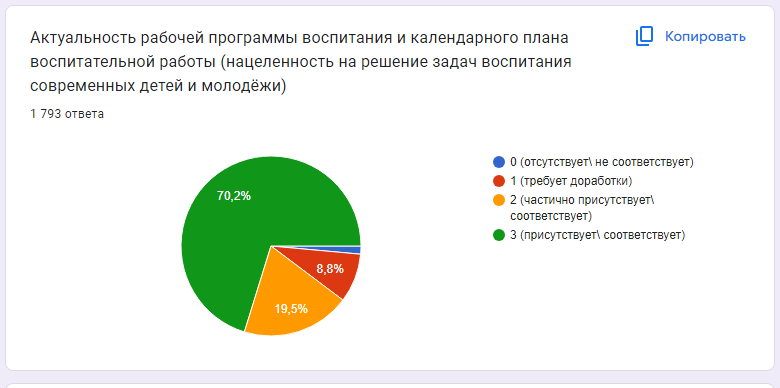 Актуальность рабочей программы воспитания и календарного плана
воспитательной работы (нацеленность на решение задач воспитания
современных детей и молодёжи)
Копировать
1 793 ответа
70,2%
8,8%
19,5%
0 (отсутствует\ не соответствует)
1 (требует доработки)
2 (частично присутствует\
соответствует)
3 (присутствует\ соответствует)